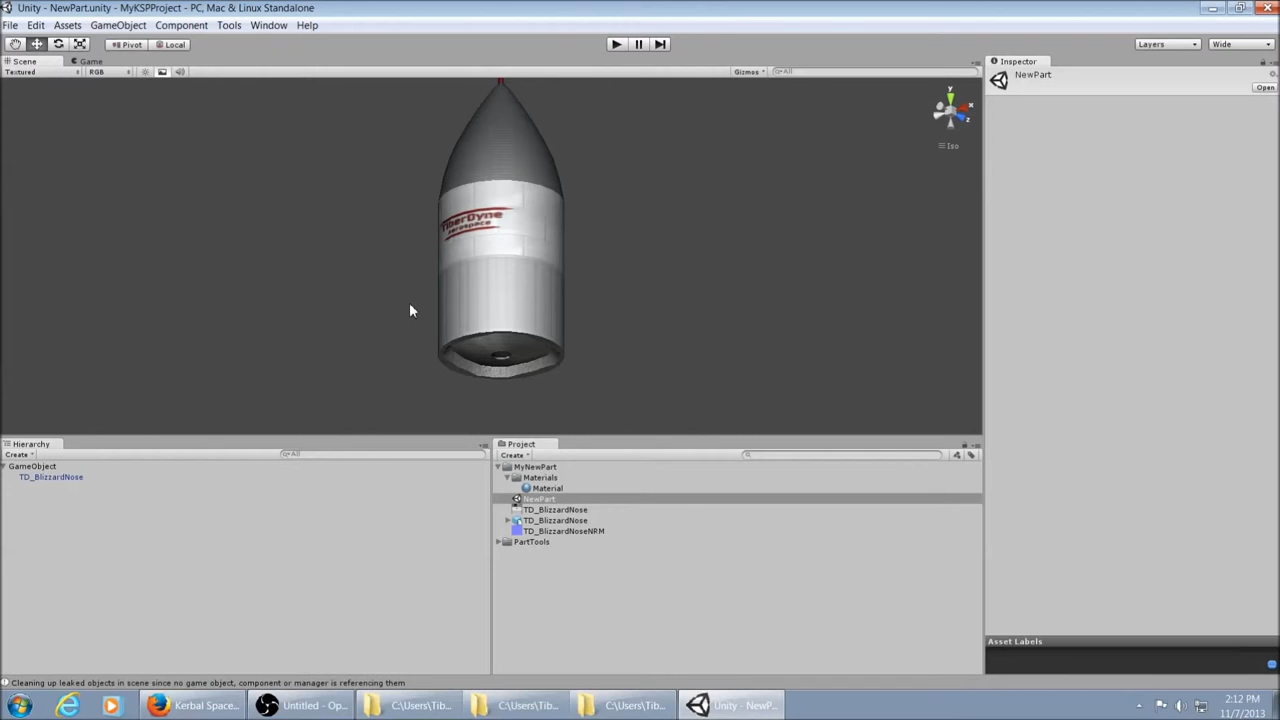 Unity - NewPart.unity - MyKSPProject - PC, Mac & Linux Standalone
File Edit Assets GameObject Component Tools Window Help
Pivot Local Layers Wide
Scene Game Inspector
Textured RGB Gizmos All
NewPart
Open
y
x
z
Iso
TiberDyne
Aerospace
Hierarchy Project
Create All Create
GameObject
TD_BlizzardNose
MyNewPart
Materials
Material
NewPart
TD_BlizzardNose
TD_BlizzardNose
TD_BlizzardNoseNRM
PartTools
Asset Labels
Cleaning up leaked objects in scene since no game object, component or manager is referencing them
Kerbal Space... Untitled - Op... C:\Users\Tib... C:\Users\Tib... C:\Users\Tib... Unity - NewP...
2:12 PM
11/7/2013